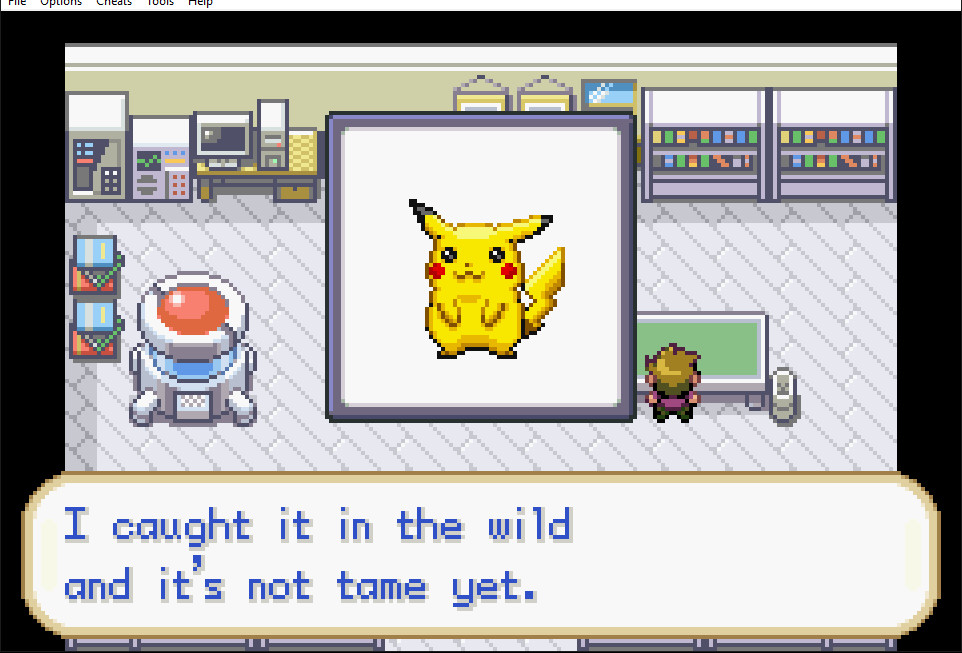 File Options Cheats Tools Help
I caught it in the wild
and it's not tame yet.